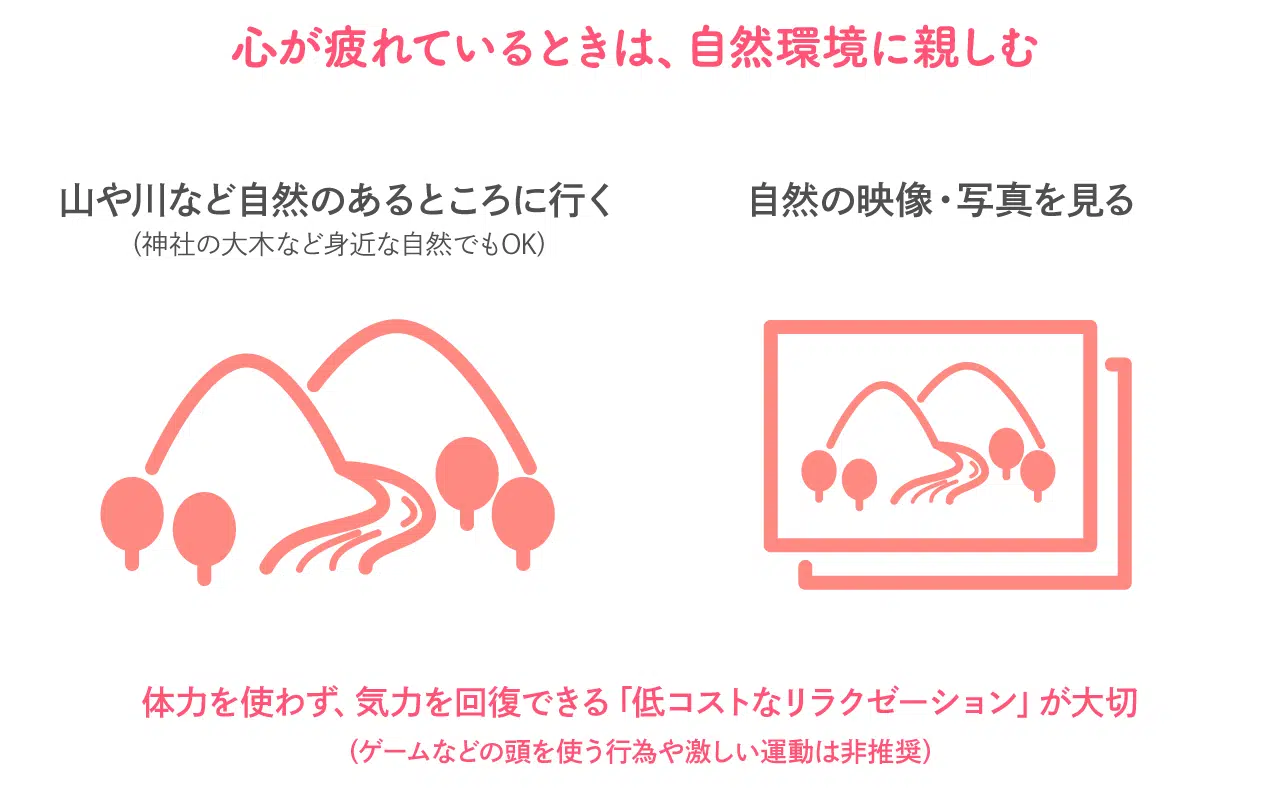 心が疲れているときは、自然環境に親しむ
山や川など自然のあるところに行く
（神社の大木など身近な自然でもOK）
自然の映像・写真を見る
体力を使わず、気力を回復できる「低コストなリラクゼーション」が大切
（ゲームなどの頭を使う行為や激しい運動は非推奨）